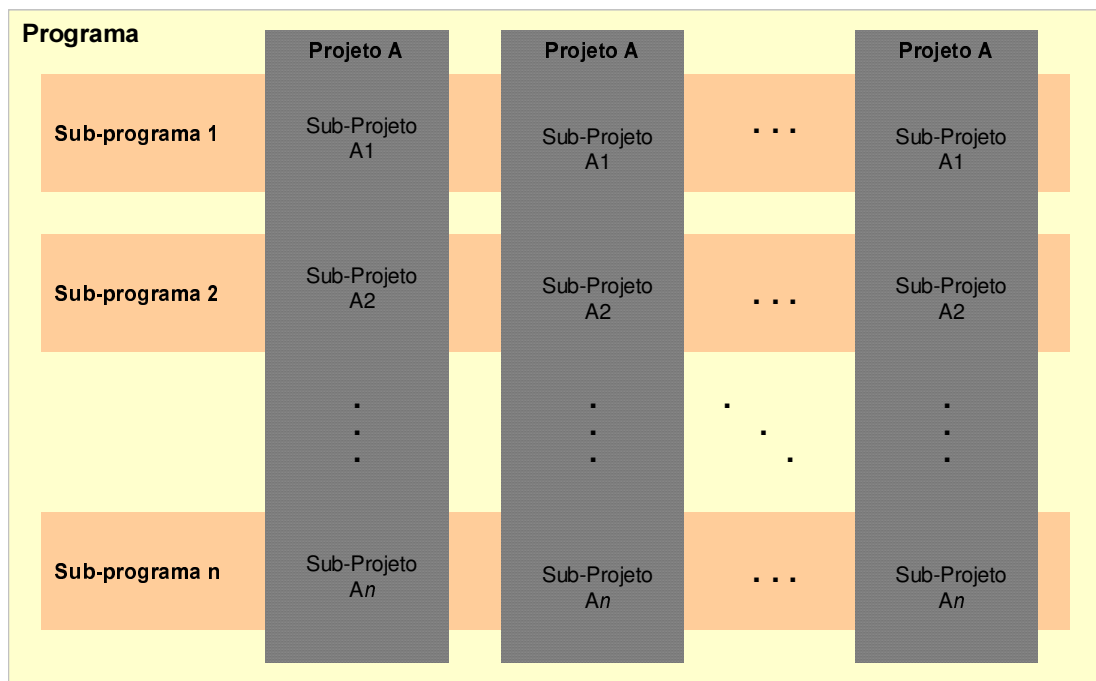 Programa
Projeto A
Projeto A
Projeto A
Sub-programa 1
Sub-Projeto
A1
Sub-Projeto
A1
. . .
Sub-Projeto
A1
Sub-programa 2
Sub-Projeto
A2
Sub-Projeto
A2
. . .
Sub-Projeto
A2
Sub-programa n
Sub-Projeto
An
Sub-Projeto
An
. . .
Sub-Projeto
An